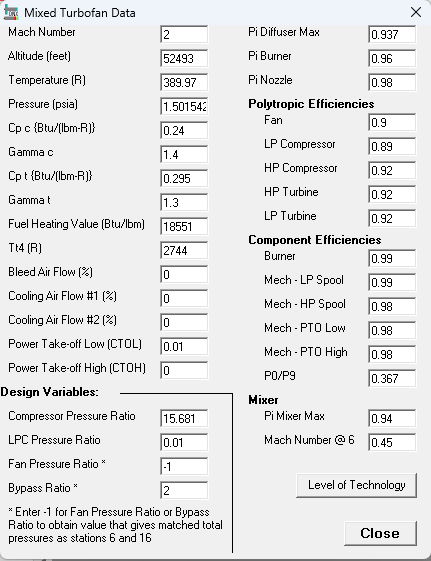 Mixed Turbofan Data
Mach Number 2
Altitude (feet) 52493
Temperature (R) 389.97
Pressure (psia) 1.501542
Cp c {Btu/(lbm-R)} 0.24
Gamma c 1.4
Cp t {Btu/(lbm-R)} 0.295
Gamma t 1.3
Fuel Heating Value (Btu/lbm) 18551
Tt4 (R) 2744
Bleed Air Flow (%) 0
Cooling Air Flow #1 (%) 0
Cooling Air Flow #2 (%) 0
Power Take-off Low (CTOL) 0.01
Power Take-off High (CTOH) 0
Design Variables:
Compressor Pressure Ratio 15.681
LPC Pressure Ratio 0.01
Fan Pressure Ratio * -1
Bypass Ratio * 2
* Enter -1 for Fan Pressure Ratio or Bypass
Ratio to obtain value that gives matched total
pressures as stations 6 and 16
Pi Diffuser Max 0.937
Pi Burner 0.96
Pi Nozzle 0.98
Polytropic Efficiencies
Fan 0.9
LP Compressor 0.89
HP Compressor 0.92
HP Turbine 0.92
LP Turbine 0.92
Component Efficiencies
Burner 0.99
Mech - LP Spool 0.99
Mech - HP Spool 0.98
Mech - PTO Low 0.98
Mech - PTO High 0.98
P0/P9 0.367
Mixer
Pi Mixer Max 0.94
Mach Number @ 6 0.45
Level of Technology
Close